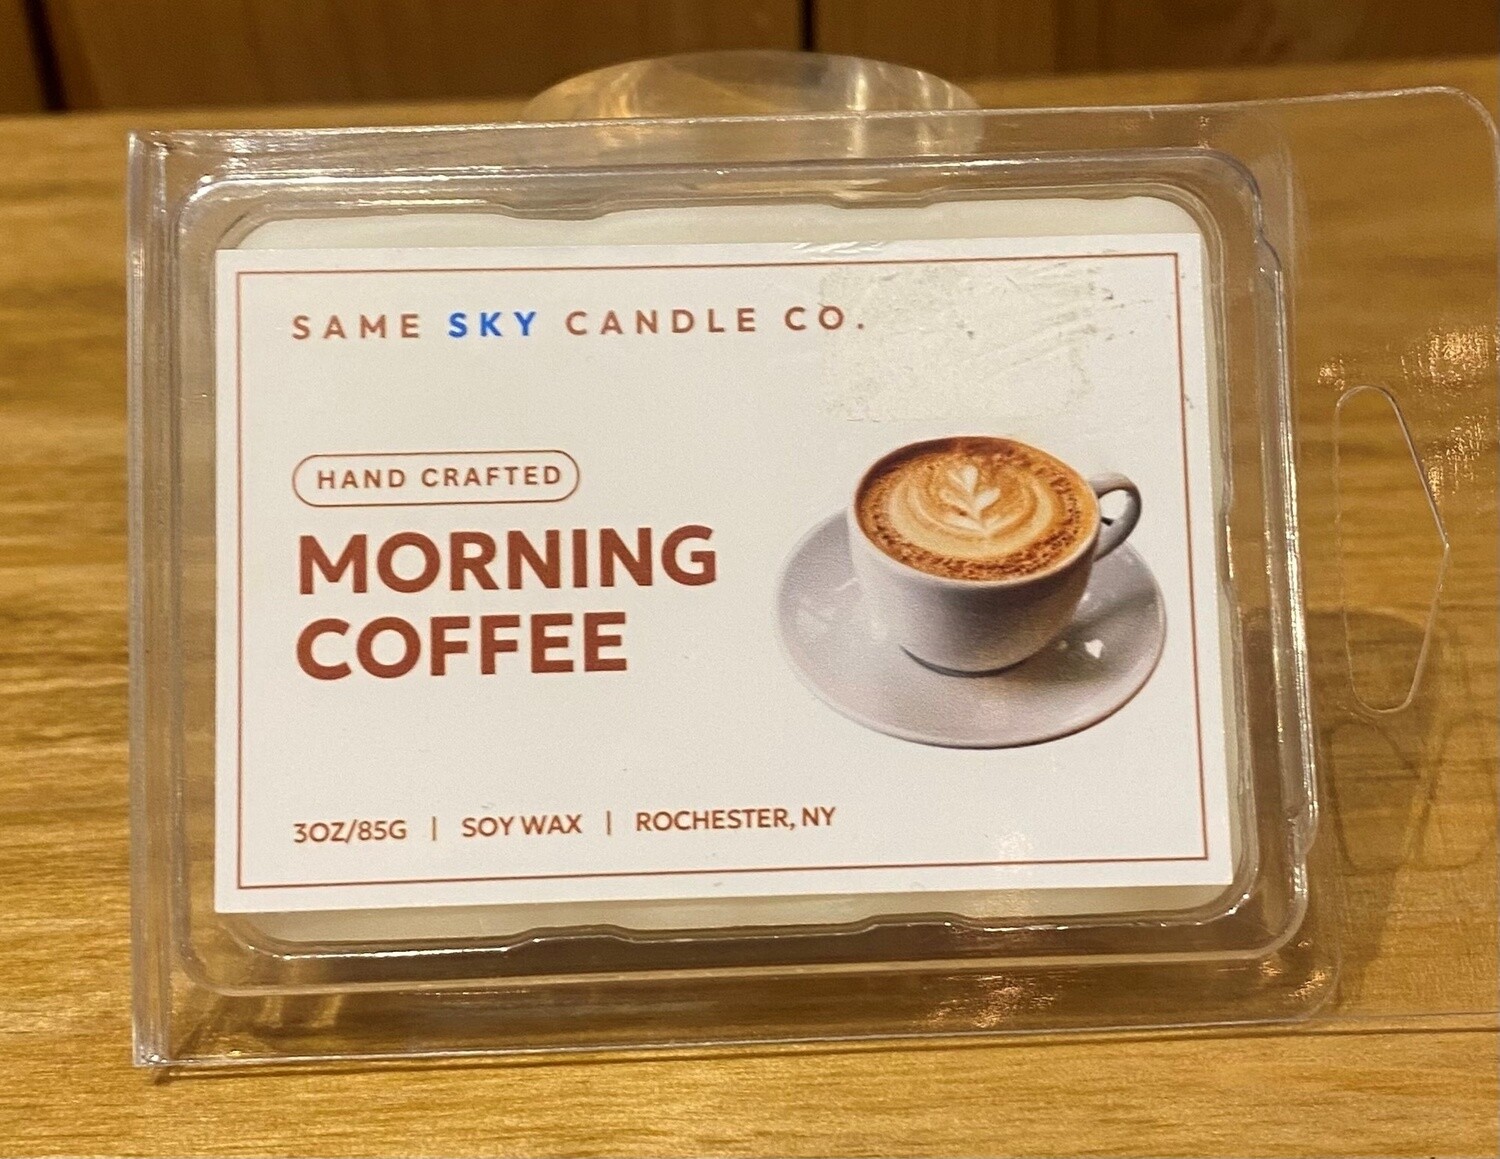 SAME SKY CANDLE CO.
HAND CRAFTED
MORNING
COFFEE
3OZ/85G | SOY WAX | ROCHESTER, NY